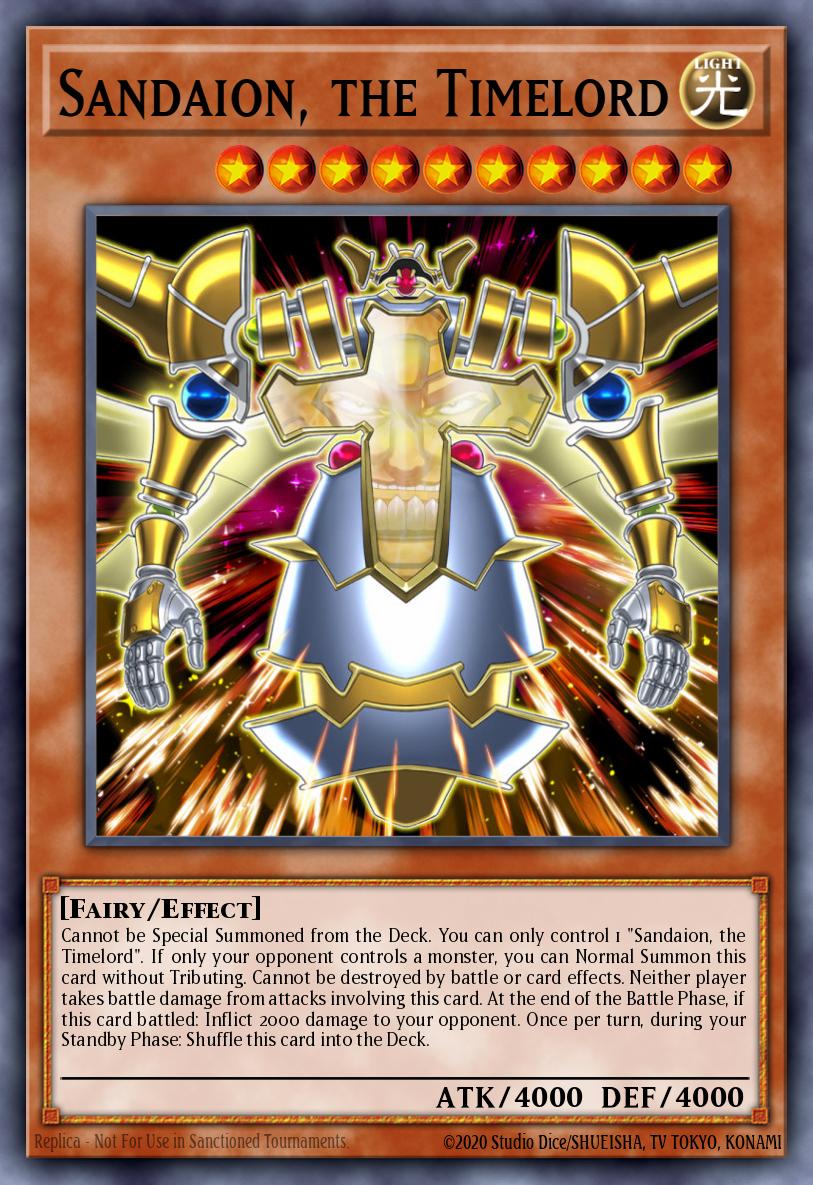 SANDAION, THE TIMELORD
LIGHT
光
[FAIRY/EFFECT]
Cannot be Special Summoned from the Deck. You can only control 1 "Sandaion, the
Timelord". If only your opponent controls a monster, you can Normal Summon this
card without Tributing. Cannot be destroyed by battle or card effects. Neither player
takes battle damage from attacks involving this card. At the end of the Battle Phase, if
this card battled: Inflict 2000 damage to your opponent. Once per turn, during your
Standby Phase: Shuffle this card into the Deck.
ATK/4000 DEF/4000
Replica - Not For Use in Sanctioned Tournaments.
©2020 Studio Dice/SHUEISHA, TV TOKYO, KONAMI